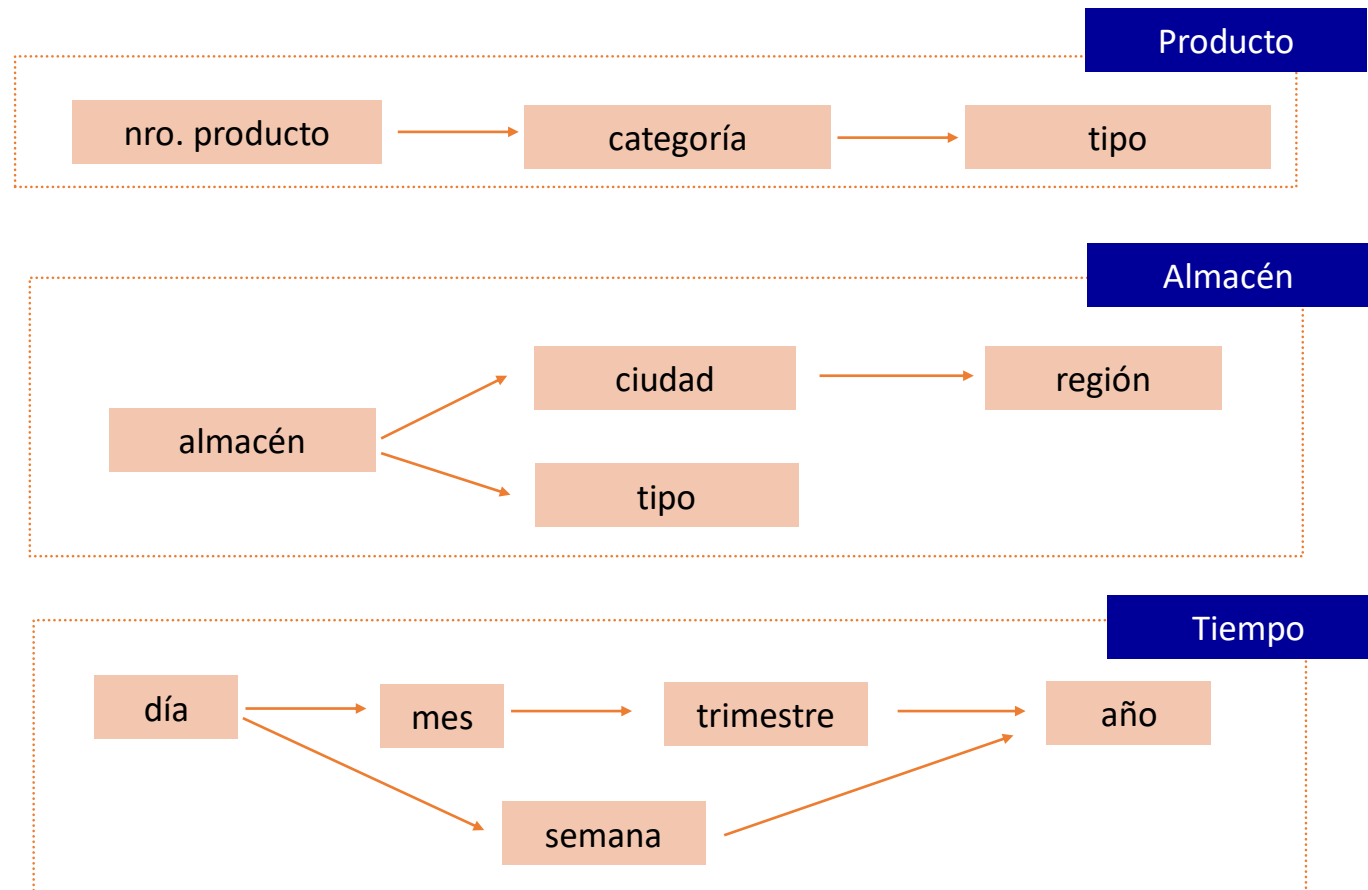 Producto
nro. producto
categoría
tipo
Almacén
ciudad
región
almacén
tipo
Tiempo
día
mes
trimestre
año
semana